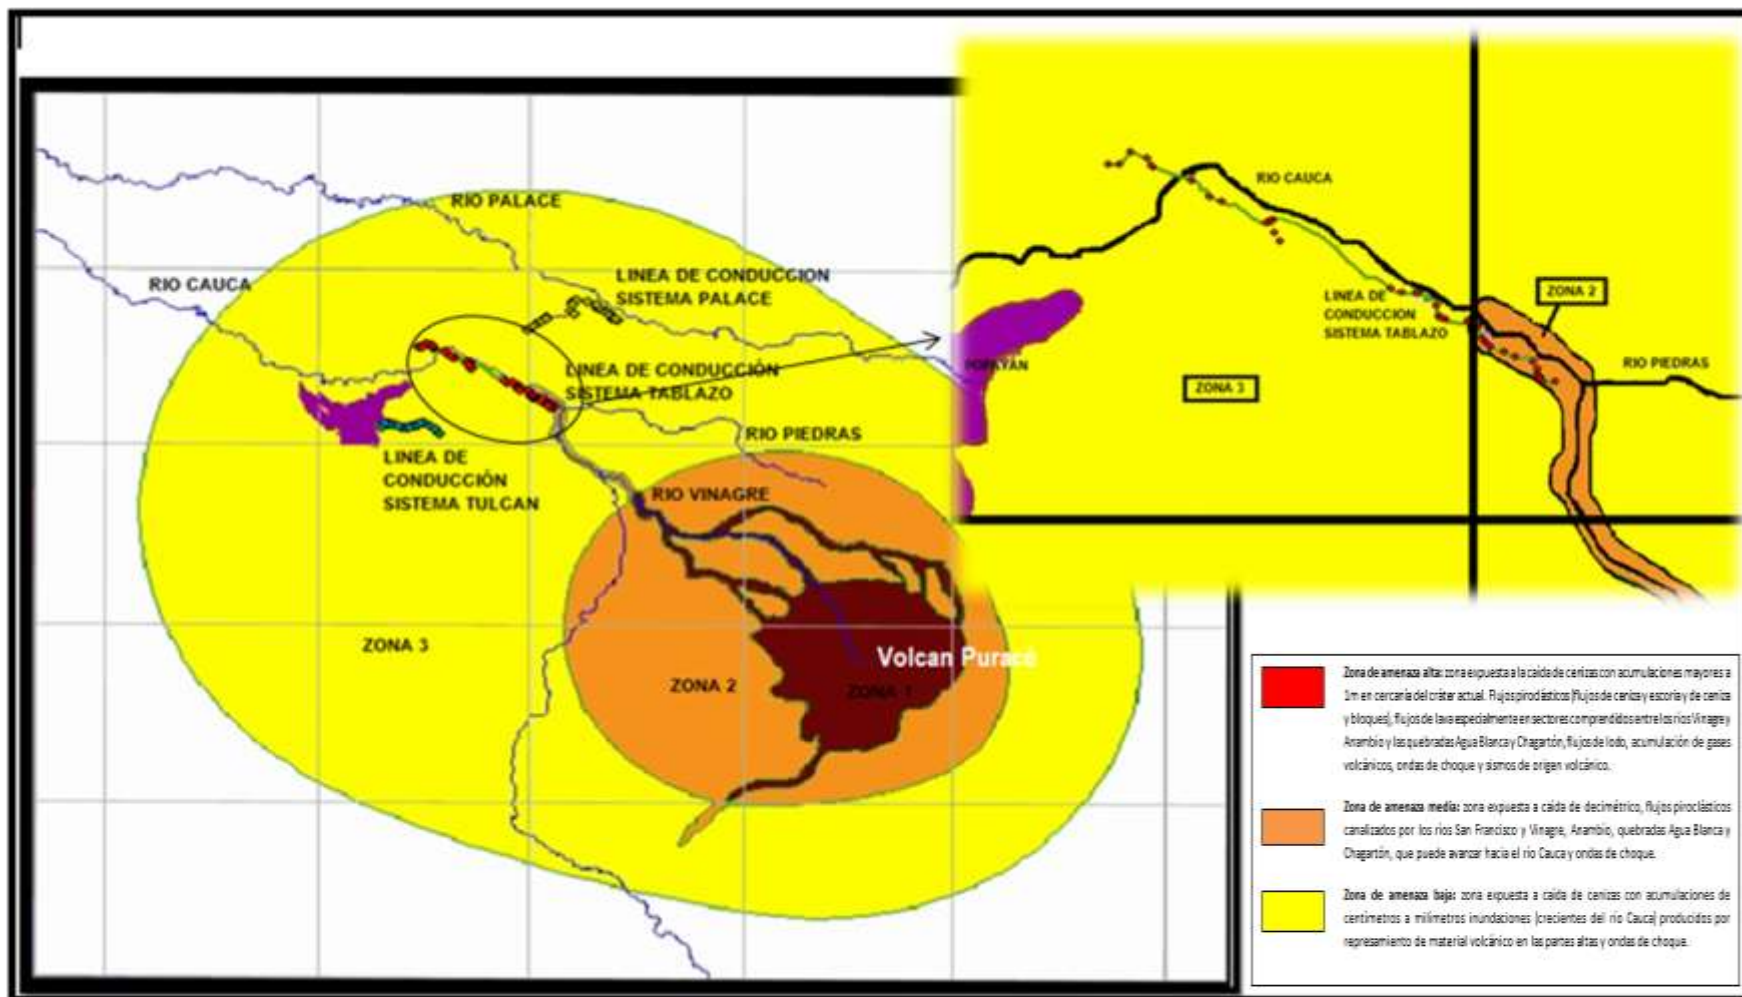 RIO PALACE
RIO CAUCA
LINEA DE CONDUCCION
SISTEMA PALACE
LINEA DE CONDUCCIÓN
SISTEMA TABLAZO
RIO PIEDRAS
LINEA DE
CONDUCCIÓN
SISTEMA TULCAN
RIO VINAGRE
ZONA 3
ZONA 2
Volcan Puracé
ZONA 1
RIO CAUCA
ZONA 2
LINEA DE
CONDUCCION
SISTEMA TABLAZO
RIO PIEDRAS
POPAYAN
ZONA 3
Zona de amenaza alta: zona expuesta a la caída de cenizas con acumulaciones mayores a
1m en cercanía del cráter actual. Flujos piroclásticos (flujos de ceniza y escoria y de ceniza
y bloques), flujos de lava especialmente en sectores comprendidos entre los ríos Vinagre y
Anambío y las quebradas Agua Blanca y Chagartón, flujos de lodo, acumulación de gases
volcánicos, ondas de choque y sismos de origen volcánico.
Zona de amenaza media: zona expuesta a caída de decimétrico, flujos piroclásticos
canalizados por los ríos San Francisco y Vinagre, Anambío, quebradas Agua Blanca y
Chagartón, que puede avanzar hacia el río Cauca y ondas de choque.
Zona de amenaza baja: zona expuesta a caída de cenizas con acumulaciones de
centímetros a milímetros inundaciones (crecientes del río Cauca) producidos por
represamiento de material volcánico en las partes altas y ondas de choque.